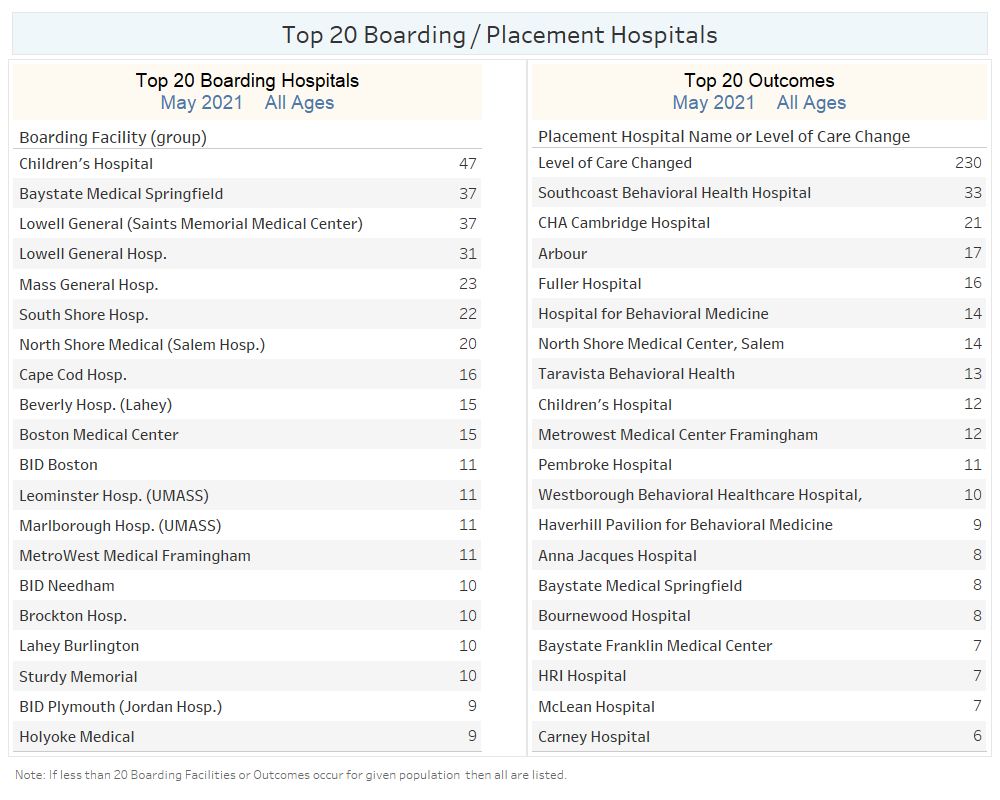 Top 20 Boarding / Placement Hospitals
Top 20 Boarding Hospitals
May 2021 All Ages
Boarding Facility (group)
Children's Hospital 47
Baystate Medical Springfield 37
Lowell General (Saints Memorial Medical Center) 37
Lowell General Hosp. 31
Mass General Hosp. 23
South Shore Hosp. 22
North Shore Medical (Salem Hosp.) 20
Cape Cod Hosp. 16
Beverly Hosp. (Lahey) 15
Boston Medical Center 15
BID Boston 11
Leominster Hosp. (UMASS) 11
Marlborough Hosp. (UMASS) 11
MetroWest Medical Framingham 11
BID Needham 10
Brockton Hosp. 10
Lahey Burlington 10
Sturdy Memorial 10
BID Plymouth (Jordan Hosp.) 9
Holyoke Medical 9
Top 20 Outcomes
May 2021 All Ages
Placement Hospital Name or Level of Care Change
Level of Care Changed 230
Southcoast Behavioral Health Hospital 33
CHA Cambridge Hospital 21
Arbour 17
Fuller Hospital 16
Hospital for Behavioral Medicine 14
North Shore Medical Center, Salem 14
Taravista Behavioral Health 13
Children's Hospital 12
Metrowest Medical Center Framingham 12
Pembroke Hospital 11
Westborough Behavioral Healthcare Hospital, 10
Haverhill Pavilion for Behavioral Medicine 9
Anna Jacques Hospital 8
Baystate Medical Springfield 8
Bournewood Hospital 8
Baystate Franklin Medical Center 7
HRI Hospital 7
McLean Hospital 7
Carney Hospital 6
Note: If less than 20 Boarding Facilities or Outcomes occur for given population then all are listed.